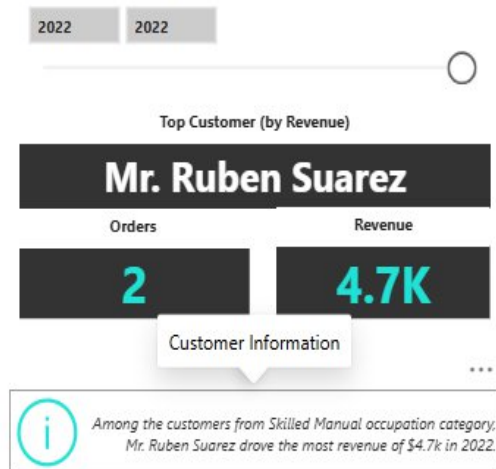 2022 2022
Top Customer (by Revenue)
Mr. Ruben Suarez
Orders Revenue
2 4.7K
Customer Information
i
Among the customers from Skilled Manual occupation category,
Mr. Ruben Suarez drove the most revenue of $4.7k in 2022.